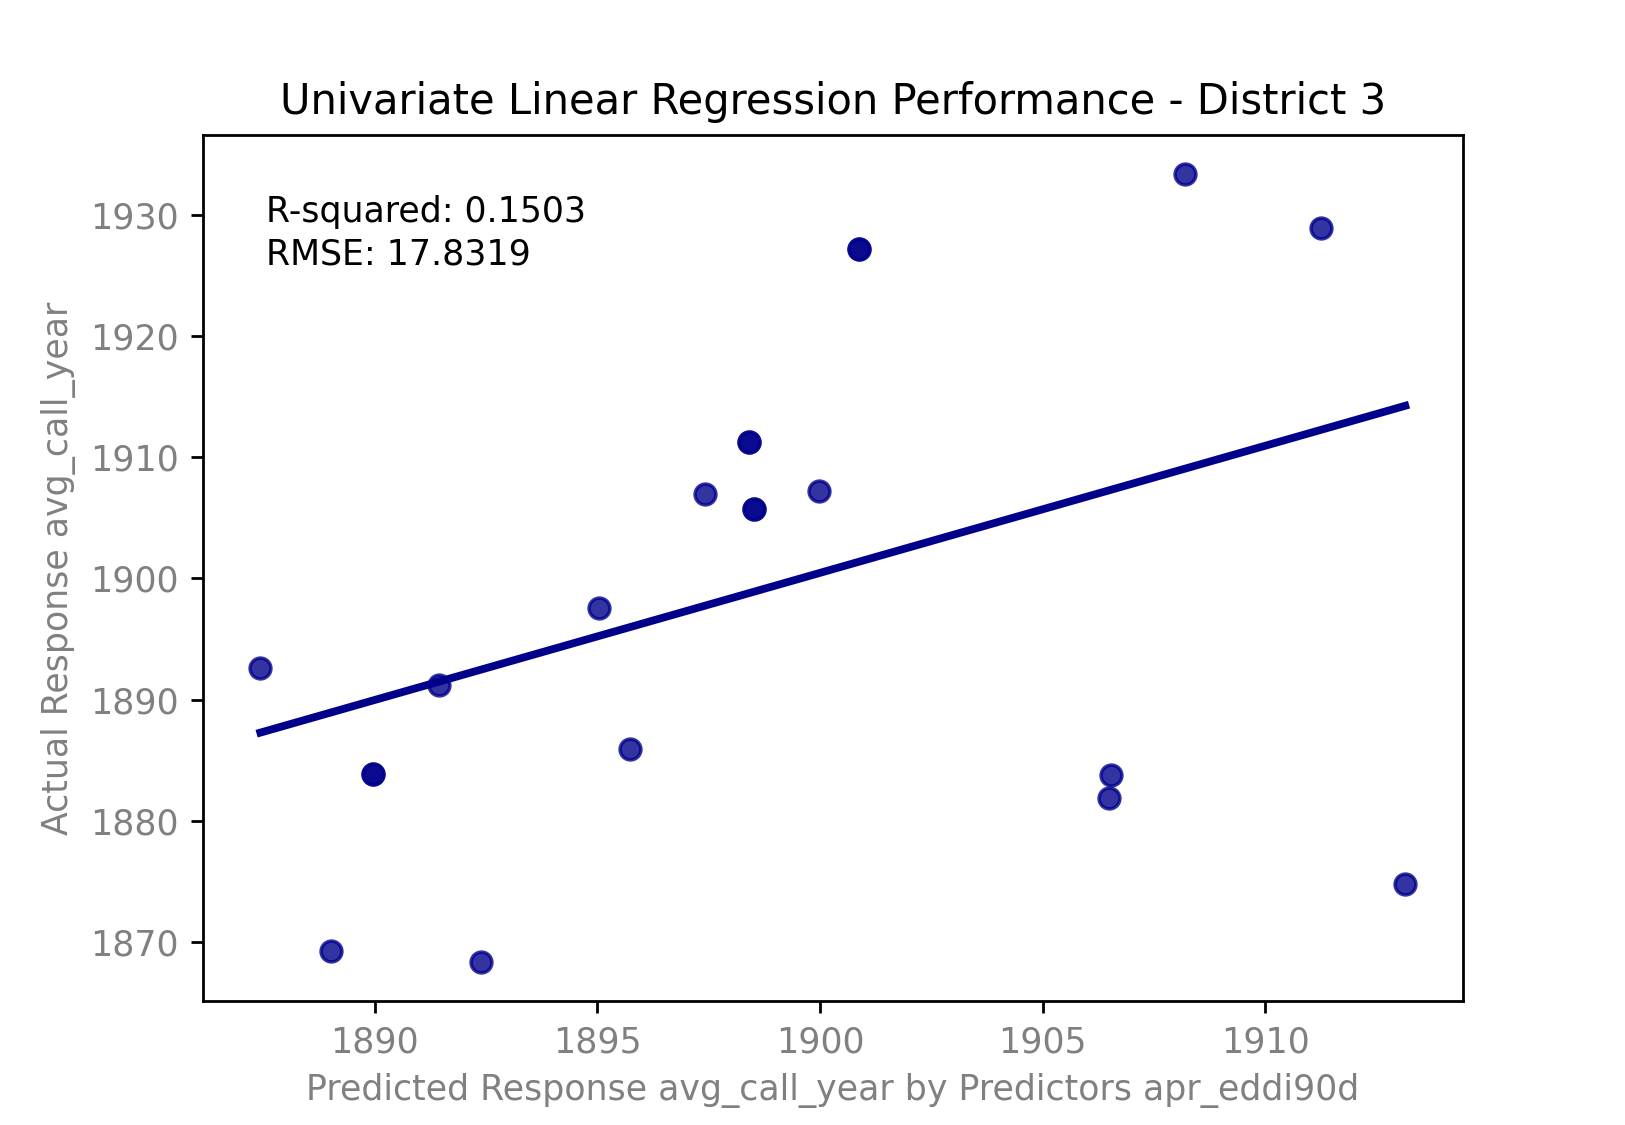 Univariate Linear Regression Performance - District 3
R-squared: 0.1503
RMSE: 17.8319
Actual Response avg_call_year
1930
1920
1910
1900
1890
1880
1870
1890 1895 1900 1905 1910
Predicted Response avg_call_year by Predictors apr_eddi90d